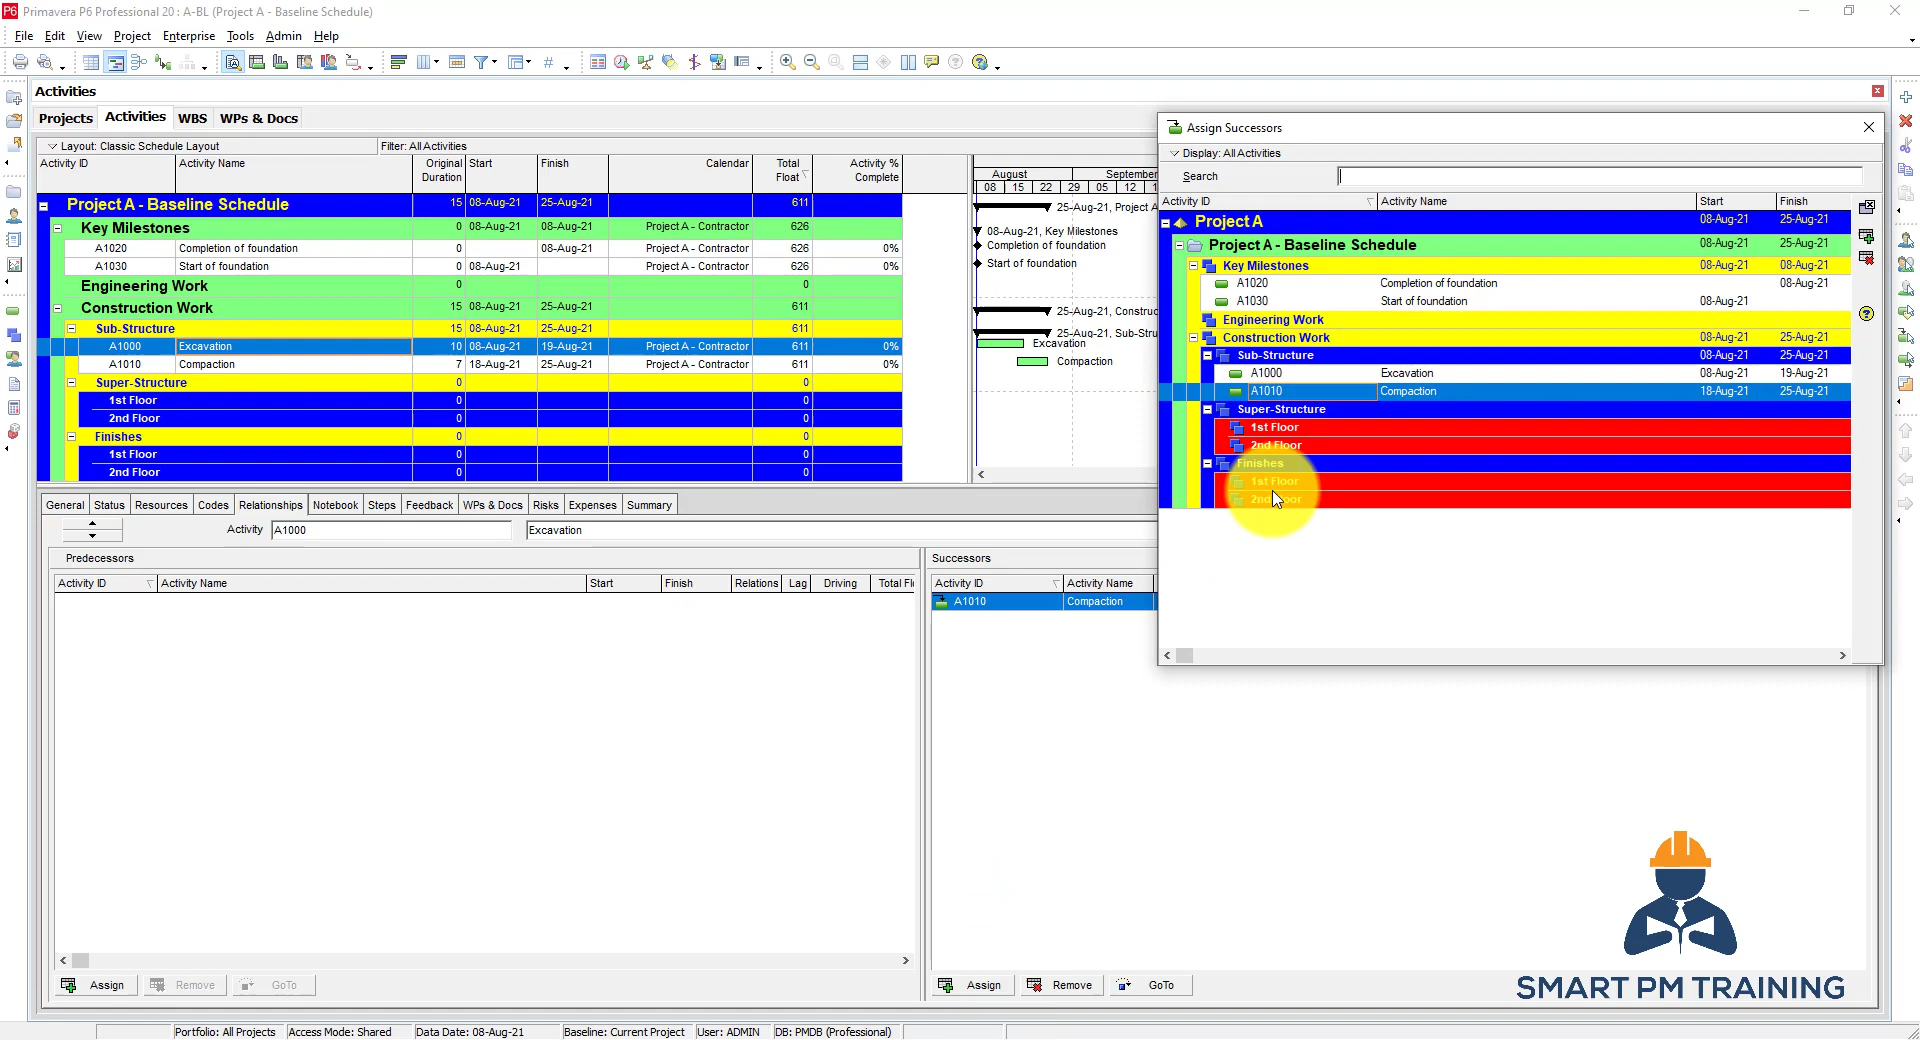 Primavera P6 Professional 20 : A-BL (Project A - Baseline Schedule)
File Edit View Project Enterprise Tools Admin Help
Activities
Projects Activities WBS WPs & Docs
Layout: Classic Schedule Layout Filter: All Activities
Activity ID Activity Name Original Duration Start Finish Calendar Total Float Activity % Complete
August September
08 15 22 29 05 12 1
Project A - Baseline Schedule 15 08-Aug-21 25-Aug-21 611
25-Aug-21, Project A
Key Milestones 0 08-Aug-21 08-Aug-21 Project A - Contractor 626
08-Aug-21, Key Milestones
A1020 Completion of foundation 0 08-Aug-21 Project A - Contractor 626 0%
Completion of foundation
A1030 Start of foundation 0 08-Aug-21 Project A - Contractor 626 0%
Start of foundation
Engineering Work 0 0
Construction Work 15 08-Aug-21 25-Aug-21 611
25-Aug-21, Construc
Sub-Structure 15 08-Aug-21 25-Aug-21 611
25-Aug-21, Sub-Stru
A1000 Excavation 10 08-Aug-21 19-Aug-21 Project A - Contractor 611 0%
Excavation
A1010 Compaction 7 18-Aug-21 25-Aug-21 Project A - Contractor 611 0%
Compaction
Super-Structure 0 0
1st Floor 0 0
2nd Floor 0 0
Finishes 0 0
1st Floor 0 0
2nd Floor 0 0
Assign Successors
Display: All Activities
Search
Activity ID Activity Name Start Finish
Project A 08-Aug-21 25-Aug-21
Project A - Baseline Schedule 08-Aug-21 25-Aug-21
Key Milestones 08-Aug-21 08-Aug-21
A1020 Completion of foundation 08-Aug-21
A1030 Start of foundation 08-Aug-21
Engineering Work
Construction Work 08-Aug-21 25-Aug-21
Sub-Structure 08-Aug-21 25-Aug-21
A1000 Excavation 08-Aug-21 19-Aug-21
A1010 Compaction 18-Aug-21 25-Aug-21
Super-Structure
1st Floor
2nd Floor
Finishes
1st Floor
2nd Floor
General Status Resources Codes Relationships Notebook Steps Feedback WPs & Docs Risks Expenses Summary
Activity A1000 Excavation
Predecessors
Activity ID Activity Name Start Finish Relations Lag Driving Total Fl
Successors
Activity ID Activity Name
A1010 Compaction
Assign Remove GoTo
Assign Remove GoTo
SMART PM TRAINING
Portfolio: All Projects Access Mode: Shared Data Date: 08-Aug-21 Baseline: Current Project User: ADMIN DB: PMDB (Professional)